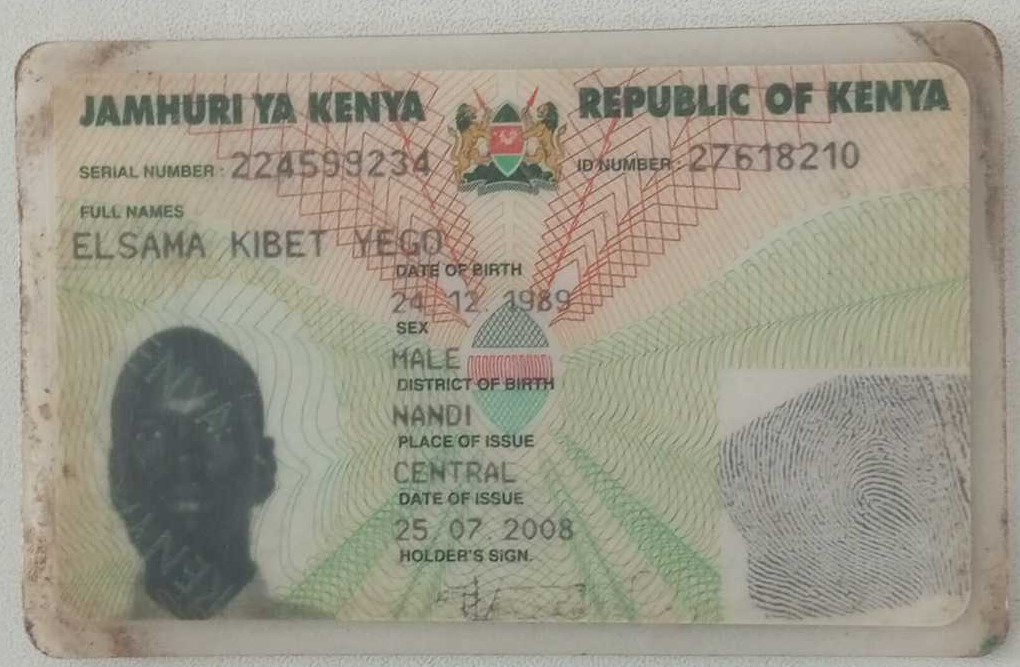 JAMHURI YA KENYA REPUBLIC OF KENYA
SERIAL NUMBER : 224599234 ID NUMBER : 27618210
FULL NAMES
ELSAMA KIBET YEGO
DATE OF BIRTH
24. 12. 1989
SEX
MALE
DISTRICT OF BIRTH
NANDI
PLACE OF ISSUE
CENTRAL
DATE OF ISSUE
25. 07. 2008
HOLDER'S SIGN.